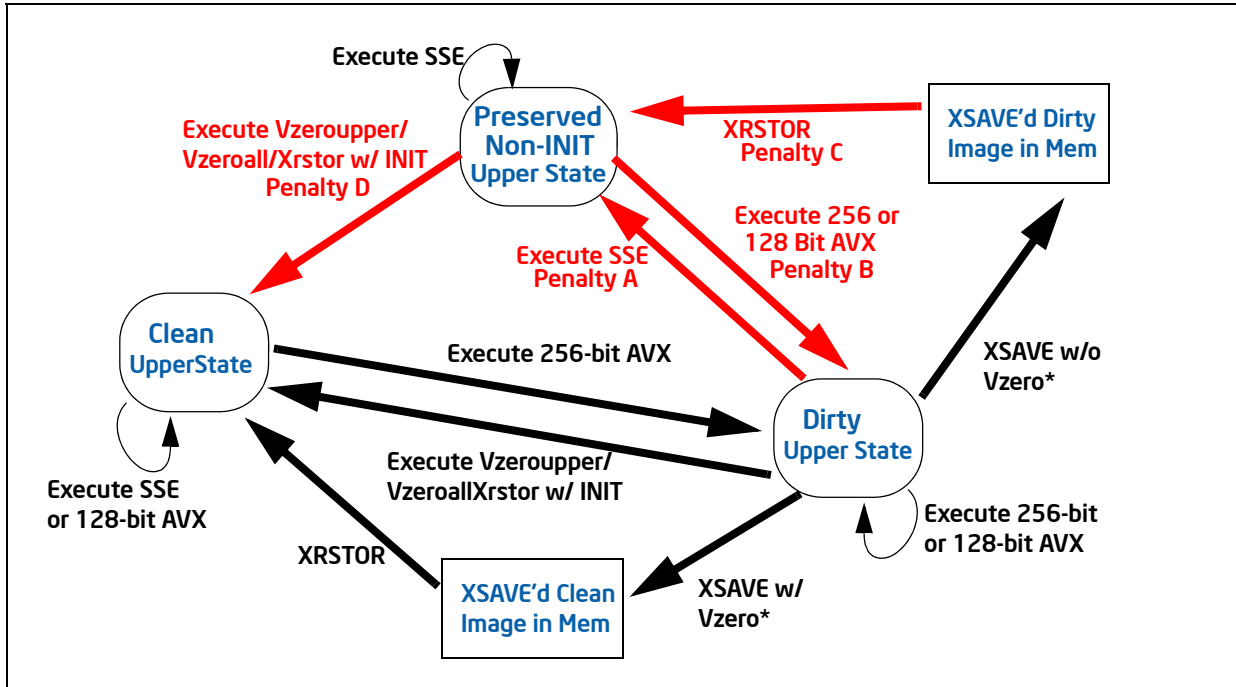 Execute SSE
Preserved
Non-INIT
Upper State
XRSTOR
Penalty C
XSAVE'd Dirty
Image in Mem
Execute Vzeroupper/
Vzeroall/Xrstor w/ INIT
Penalty D
Execute 256 or
128 Bit AVX
Penalty B
Execute SSE
Penalty A
Clean
UpperState
Execute 256-bit AVX
XSAVE w/o
Vzero*
Dirty
Upper State
Execute Vzeroupper/
VzeroallXrstor w/ INIT
Execute SSE
or 128-bit AVX
Execute 256-bit
or 128-bit AVX
XRSTOR
XSAVE'd Clean
Image in Mem
XSAVE w/
Vzero*